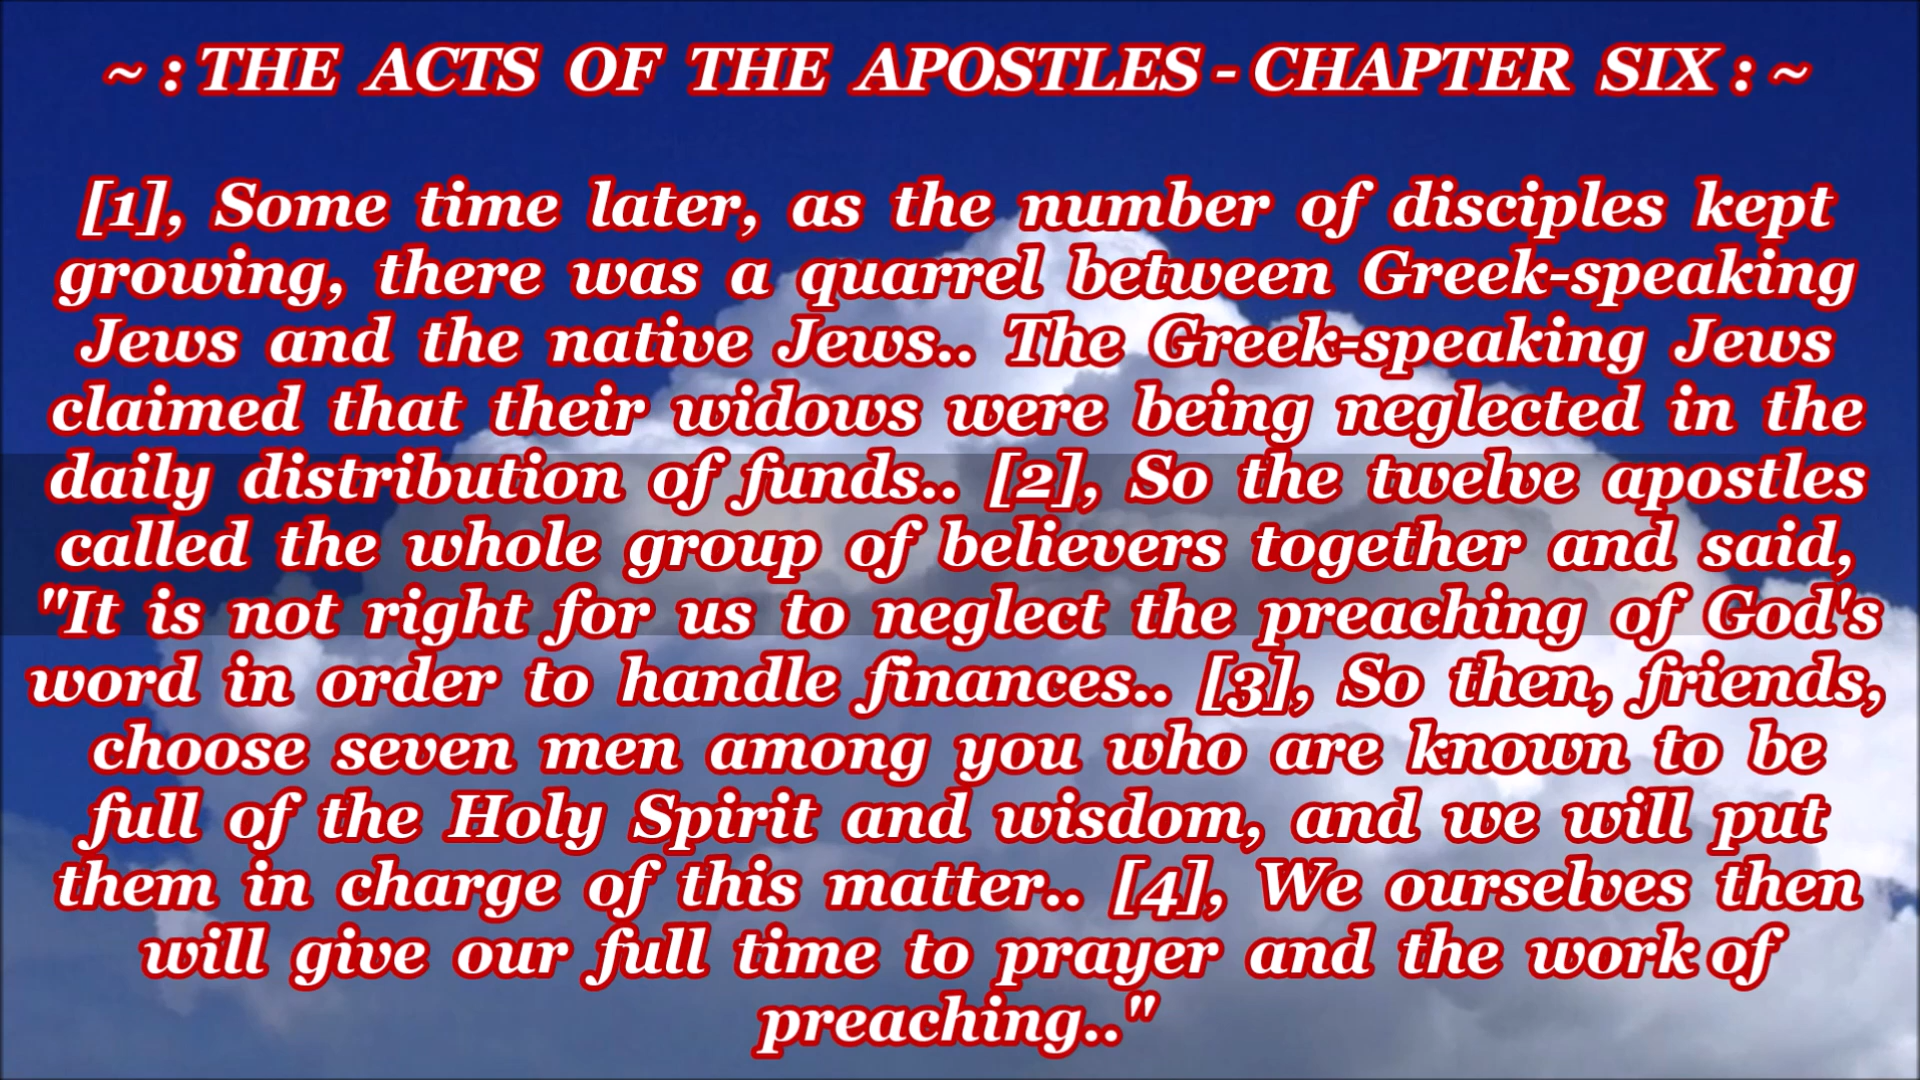 ~ : THE ACTS OF THE APOSTLES - CHAPTER SIX : ~
[1], Some time later, as the number of disciples kept
growing, there was a quarrel between Greek-speaking
Jews and the native Jews.. The Greek-speaking Jews
claimed that their widows were being neglected in the
daily distribution of funds.. [2], So the twelve apostles
called the whole group of believers together and said,
"It is not right for us to neglect the preaching of God's
word in order to handle finances.. [3], So then, friends,
choose seven men among you who are known to be
full of the Holy Spirit and wisdom, and we will put
them in charge of this matter.. [4], We ourselves then
will give our full time to prayer and the work of
preaching.."